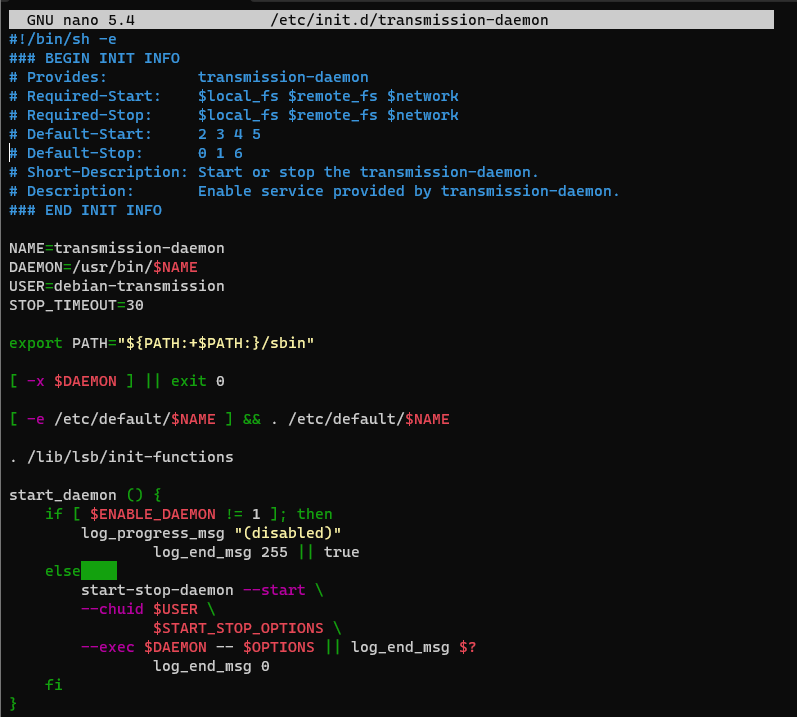 GNU nano 5.4 /etc/init.d/transmission-daemon
#!/bin/sh -e
### BEGIN INIT INFO
# Provides:          transmission-daemon
# Required-Start:    $local_fs $remote_fs $network
# Required-Stop:     $local_fs $remote_fs $network
# Default-Start:     2 3 4 5
# Default-Stop:      0 1 6
# Short-Description: Start or stop the transmission-daemon.
# Description:       Enable service provided by transmission-daemon.
### END INIT INFO

NAME=transmission-daemon
DAEMON=/usr/bin/$NAME
USER=debian-transmission
STOP_TIMEOUT=30

export PATH="${PATH:+$PATH:}/sbin"

[ -x $DAEMON ] || exit 0

[ -e /etc/default/$NAME ] && . /etc/default/$NAME

. /lib/lsb/init-functions

start_daemon () {
    if [ $ENABLE_DAEMON != 1 ]; then
        log_progress_msg "(disabled)"
                log_end_msg 255 || true
    else
        start-stop-daemon --start \
        --chuid $USER \
                $START_STOP_OPTIONS \
        --exec $DAEMON -- $OPTIONS || log_end_msg $?
                log_end_msg 0
    fi
}